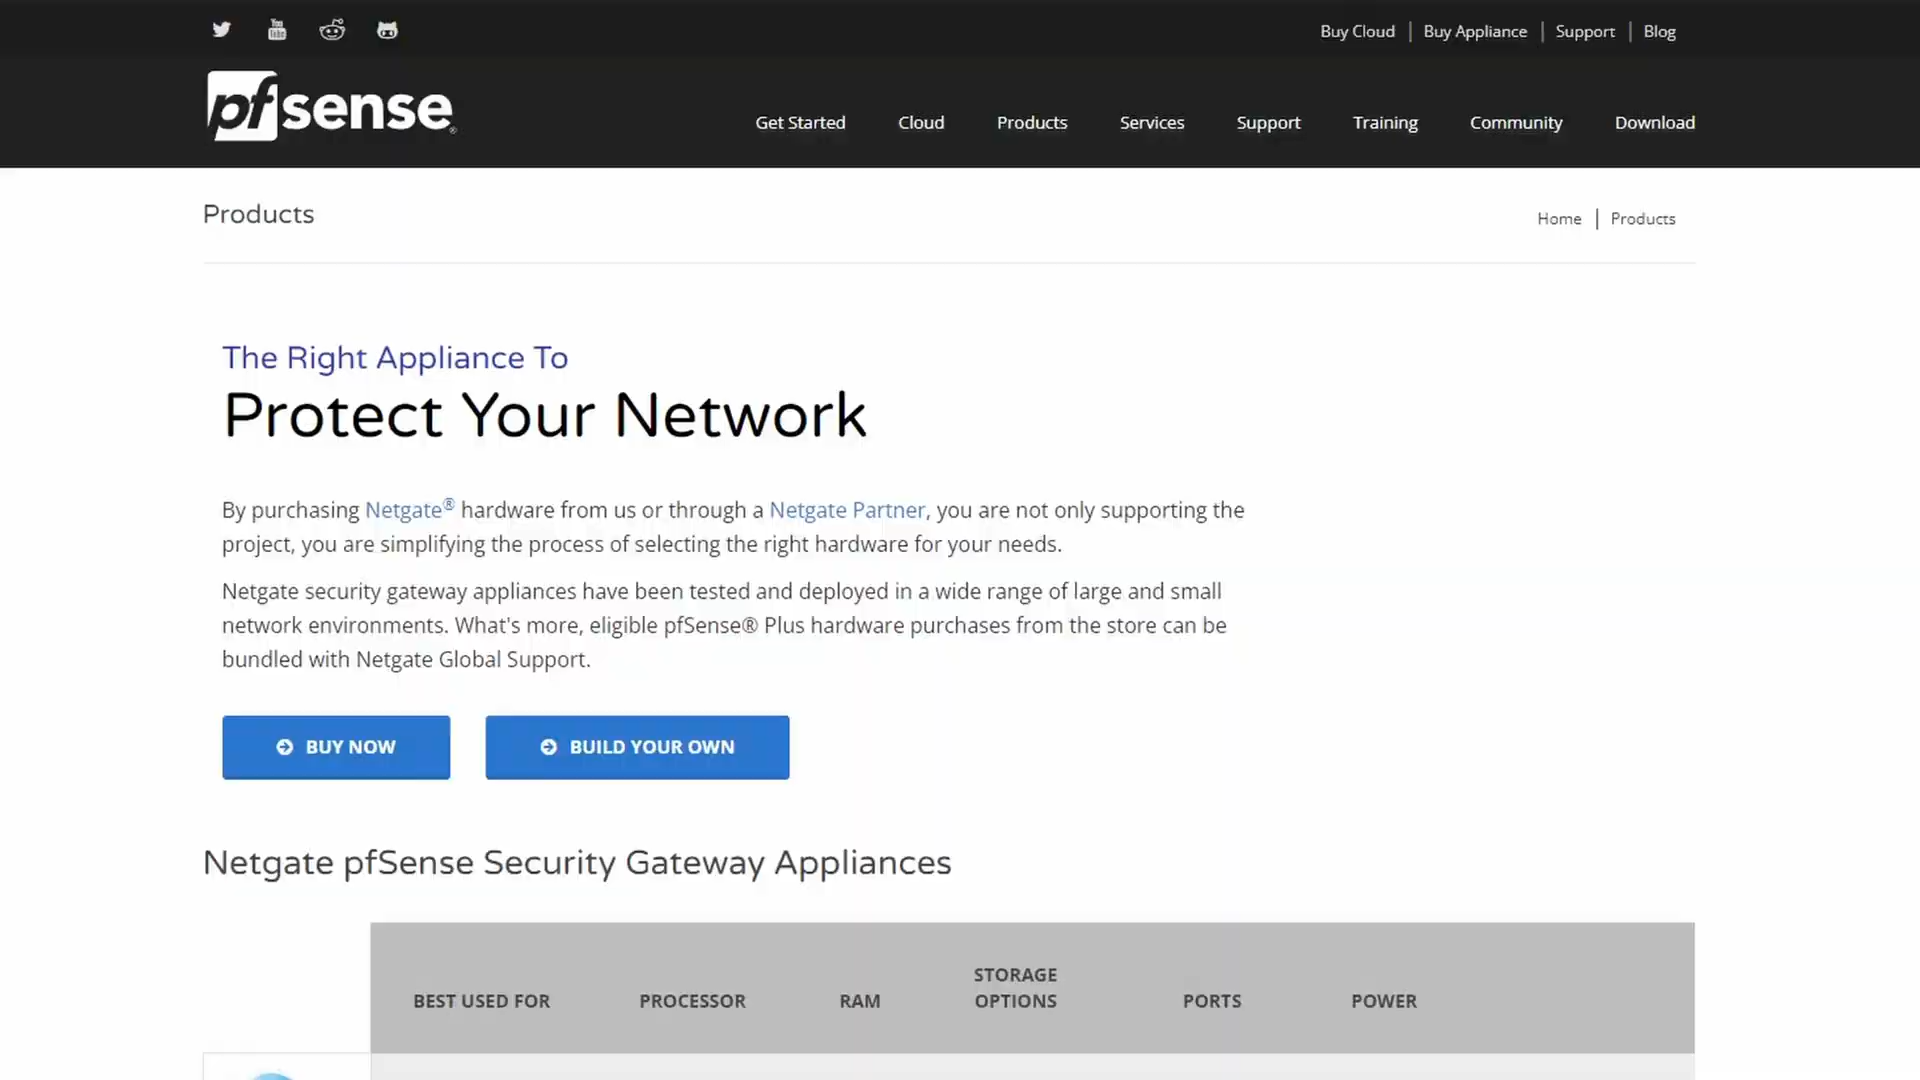 Buy Cloud | Buy Appliance | Support | Blog
pfsense®
Get Started Cloud Products Services Support Training Community Download
Products
Home | Products
The Right Appliance To
Protect Your Network
By purchasing Netgate® hardware from us or through a Netgate Partner, you are not only supporting the
project, you are simplifying the process of selecting the right hardware for your needs.
Netgate security gateway appliances have been tested and deployed in a wide range of large and small
network environments. What's more, eligible pfSense® Plus hardware purchases from the store can be
bundled with Netgate Global Support.
BUY NOW BUILD YOUR OWN
Netgate pfSense Security Gateway Appliances
STORAGE
BEST USED FOR PROCESSOR RAM OPTIONS PORTS POWER